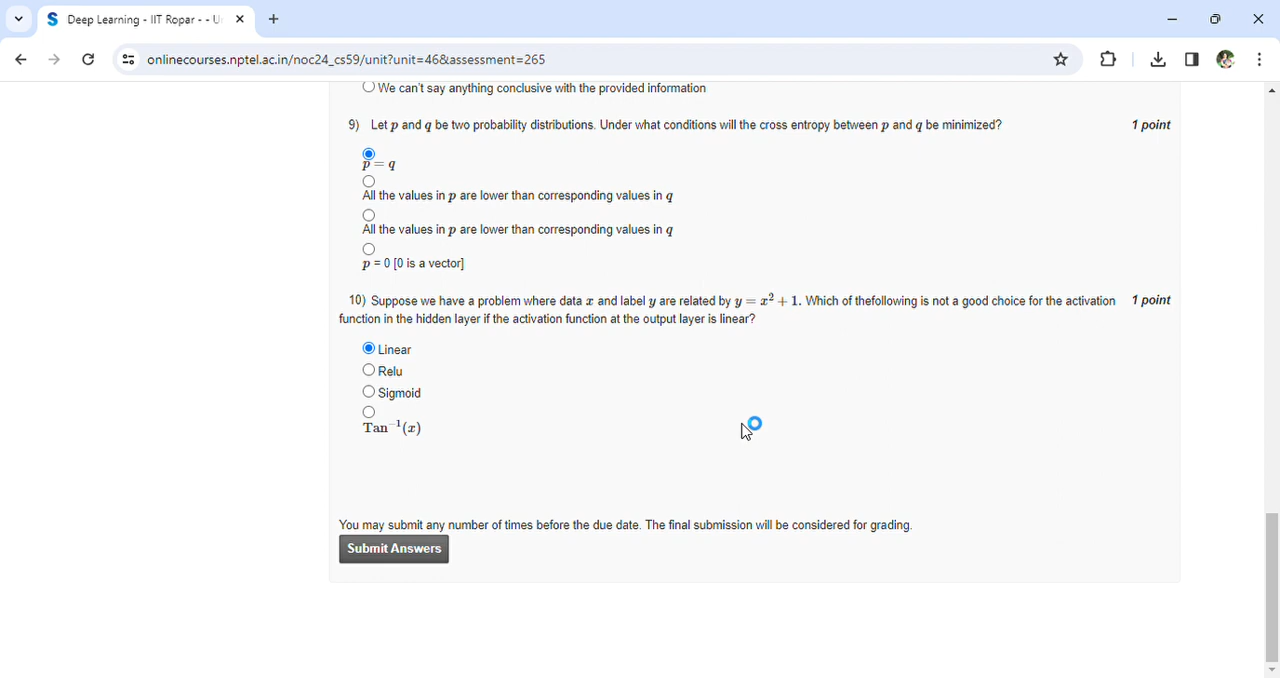 Deep Learning - IIT Ropar - - U
onlinecourses.nptel.ac.in/noc24_cs59/unit?unit=46&assessment=265
We can't say anything conclusive with the provided information
9) Let p and q be two probability distributions. Under what conditions will the cross entropy between p and q be minimized? 1 point
p = q
All the values in p are lower than corresponding values in q
All the values in p are lower than corresponding values in q
p = 0 [0 is a vector]
10) Suppose we have a problem where data x and label y are related by y = x² + 1. Which of thefollowing is not a good choice for the activation 1 point
function in the hidden layer if the activation function at the output layer is linear?
Linear
Relu
Sigmoid
Tan⁻¹(x)
You may submit any number of times before the due date. The final submission will be considered for grading.
Submit Answers